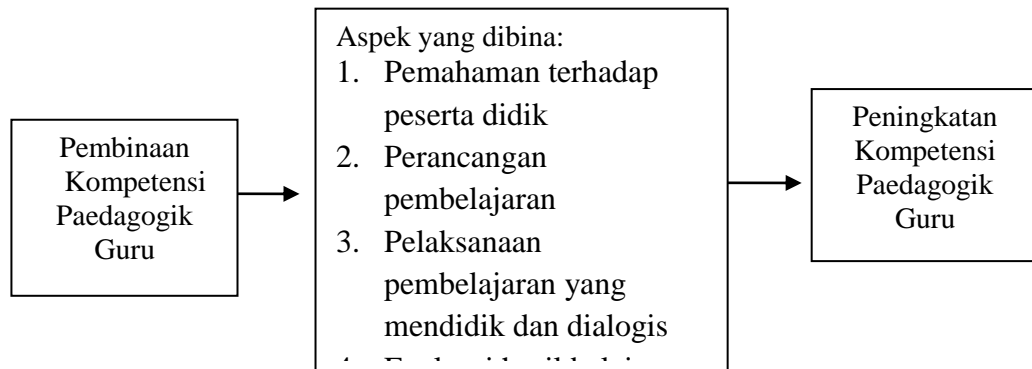 Pembinaan
Kompetensi
Paedagogik
Guru
Aspek yang dibina:
1. Pemahaman terhadap
peserta didik
2. Perancangan
pembelajaran
3. Pelaksanaan
pembelajaran yang
mendidik dan dialogis
Peningkatan
Kompetensi
Paedagogik
Guru